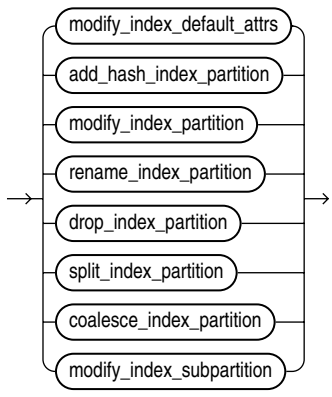 modify_index_default_attrs
add_hash_index_partition
modify_index_partition
rename_index_partition
drop_index_partition
split_index_partition
coalesce_index_partition
modify_index_subpartition